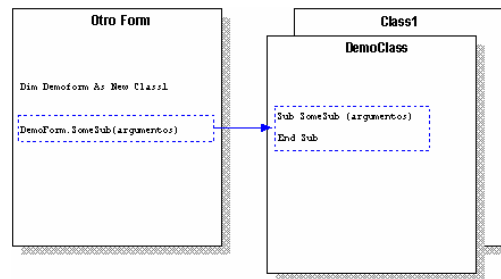 Otro Form
Dim Demoform As New Class1
DemoForm.SomeSub(argumentos)
Class1
DemoClass
Sub SomeSub (argumentos)
End Sub